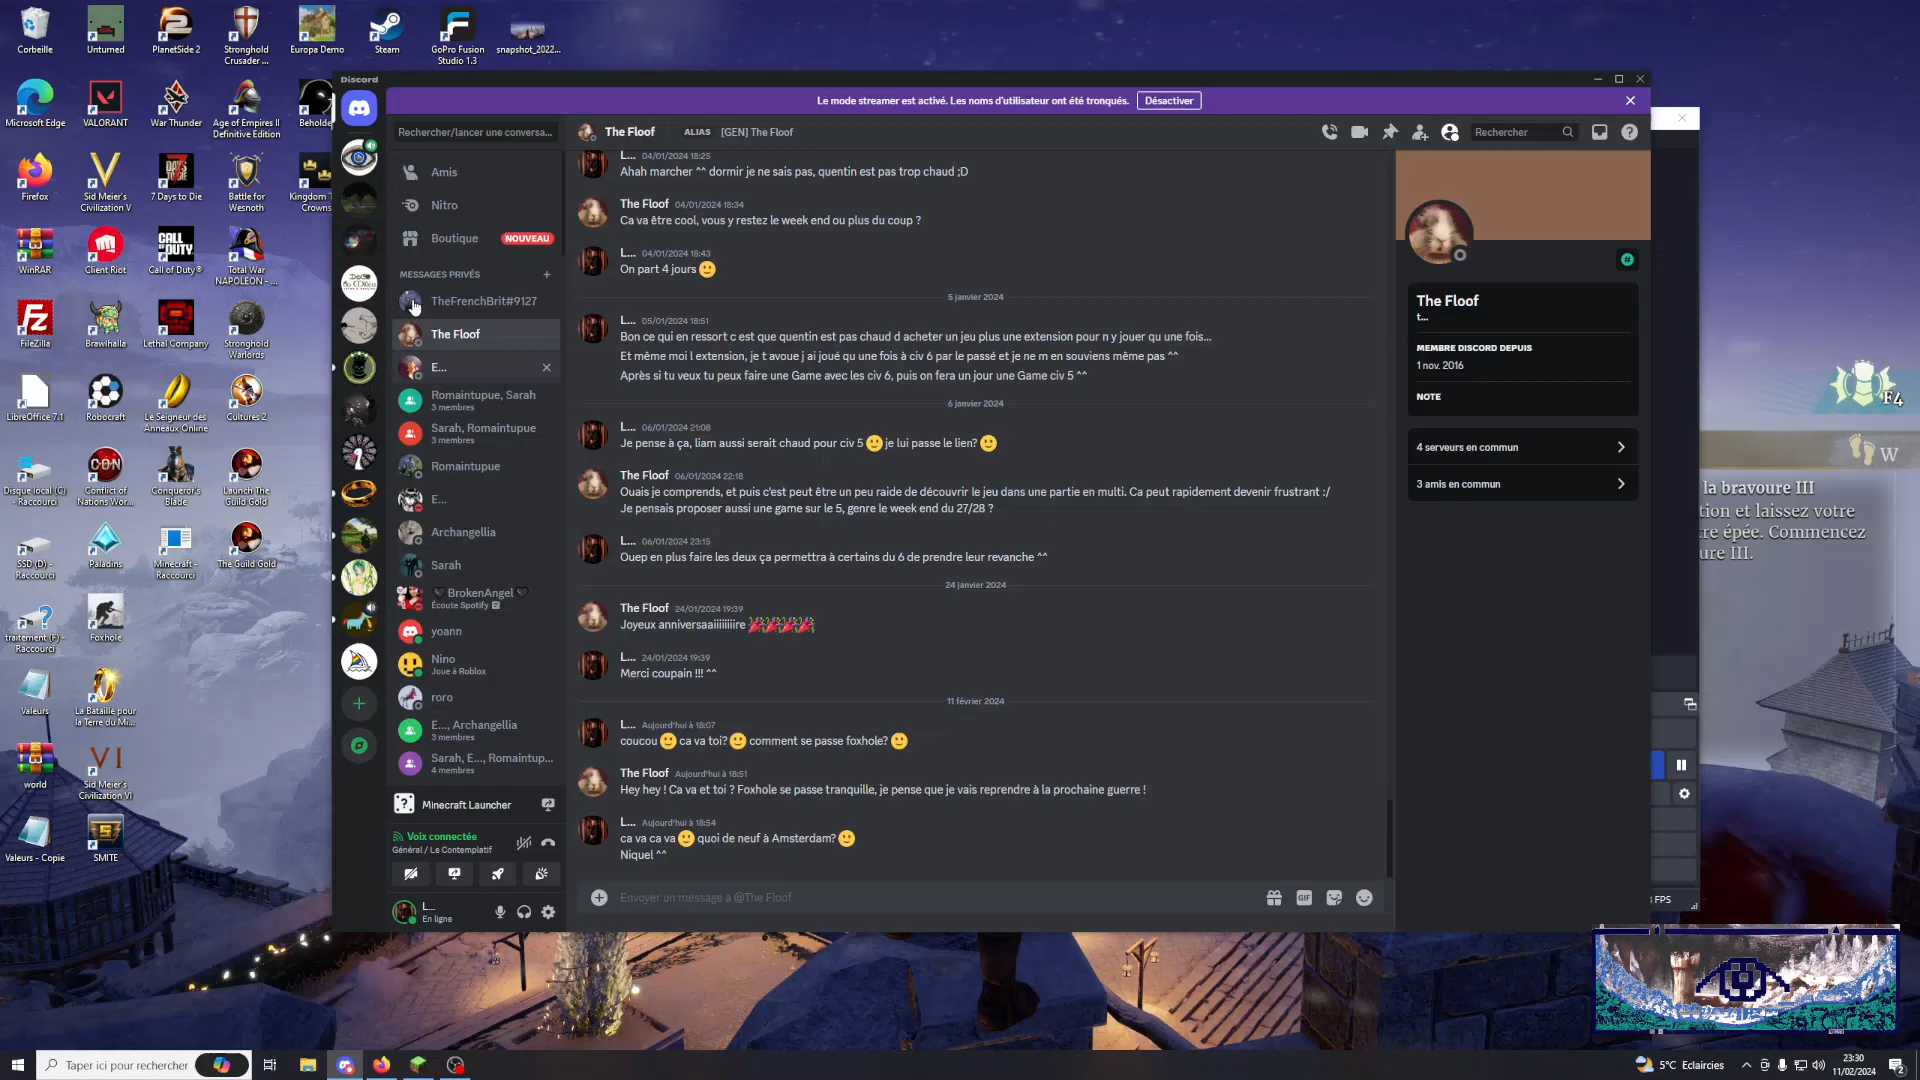 Corbeille
Unturned
PlanetSide 2
Stronghold Crusader ...
Europa Demo
Steam
GoPro Fusion Studio 1.3
snapshot_2022...
Microsoft Edge
VALORANT
War Thunder
Age of Empires II Definitive Edition
Beholde
Firefox
Sid Meier's Civilization V
7 Days to Die
Battle for Wesnoth
Kingdom T
Crowns
WinRAR
Client Riot
Call of Duty®
Total War NAPOLEON - ...
FileZilla
Brawlhalla
Lethal Company
Stronghold Warlords
LibreOffice 7.1
Robocraft
Le Seigneur des Anneaux Online
Cultures 2
Disque local (C) - Raccourci
Conflict of Nations Wor...
Conqueror's Blade
Launch The Guild Gold
SSD (D) - Raccourci
Paladins
Minecraft - Raccourci
The Guild Gold
traitement (F) - Raccourci
Foxhole
Valeurs
La Bataille pour la Terre du Mi...
world
Sid Meier's Civilization VI
Valeurs - Copie
SMITE
Discord
Le mode streamer est activé. Les noms d'utilisateur ont été tronqués.
Désactiver
Rechercher/lancer une conversa...
The Floof
ALIAS [GEN] The Floof
Rechercher
Amis
Nitro
Boutique
NOUVEAU
MESSAGES PRIVÉS
TheFrenchBrit#9127
The Floof
E...
Romaintupue, Sarah
3 membres
Sarah, Romaintupue
3 membres
Romaintupue
E...
Archangellia
Sarah
BrokenAngel
Écoute Spotify
yoann
Nino
Joue à Roblox
roro
E..., Archangellia
3 membres
Sarah, E..., Romaintup...
4 membres
Minecraft Launcher
Voix connectée
Général / Le Contemplatif
L...
En ligne
L... 04/01/2024 18:25
Ahah marcher ^^ dormir je ne sais pas, quentin est pas trop chaud ;D
The Floof 04/01/2024 18:34
Ca va être cool, vous y restez le week end ou plus du coup ?
L... 04/01/2024 18:43
On part 4 jours 🙂
5 janvier 2024
L... 05/01/2024 18:51
Bon ce qui en ressort c est que quentin est pas chaud d acheter un jeu plus une extension pour n y jouer qu une fois...
Et même moi l extension, je t avoue j ai joué qu une fois à civ 6 par le passé et je ne m en souviens même pas ^^
Après si tu veux tu peux faire une Game avec les civ 6, puis on fera un jour une Game civ 5 ^^
6 janvier 2024
L... 06/01/2024 21:08
Je pense à ça, liam aussi serait chaud pour civ 5 🙂 je lui passe le lien? 🙂
The Floof 06/01/2024 22:18
Ouais je comprends, et puis c'est peut être un peu raide de découvrir le jeu dans une partie en multi. Ca peut rapidement devenir frustrant :/
Je pensais proposer aussi une game sur le 5, genre le week end du 27/28 ?
L... 06/01/2024 23:15
Ouep en plus faire les deux ça permettra à certains du 6 de prendre leur revanche ^^
24 janvier 2024
The Floof 24/01/2024 19:39
Joyeux anniversaaiiiiiiiire 🎉🎉🎉🎉
L... 24/01/2024 19:39
Merci coupain !!! ^^
11 février 2024
L... Aujourd'hui à 18:07
coucou 🙂 ca va toi? 🙂 comment se passe foxhole? 🙂
The Floof Aujourd'hui à 18:51
Hey hey ! Ca va et toi ? Foxhole se passe tranquille, je pense que je vais reprendre à la prochaine guerre !
L... Aujourd'hui à 18:54
ca va ca va 🙂 quoi de neuf à Amsterdam? 🙂
Niquel ^^
Envoyer un message à @The Floof
GIF
The Floof
t...
MEMBRE DISCORD DEPUIS
1 nov. 2016
NOTE
4 serveurs en commun
3 amis en commun
F4
W
la bravoure III
tion et laissez votre
re épée. Commencez
ure III.
FPS
Taper ici pour rechercher
5°C Eclaircies
23:30
11/02/2024
2